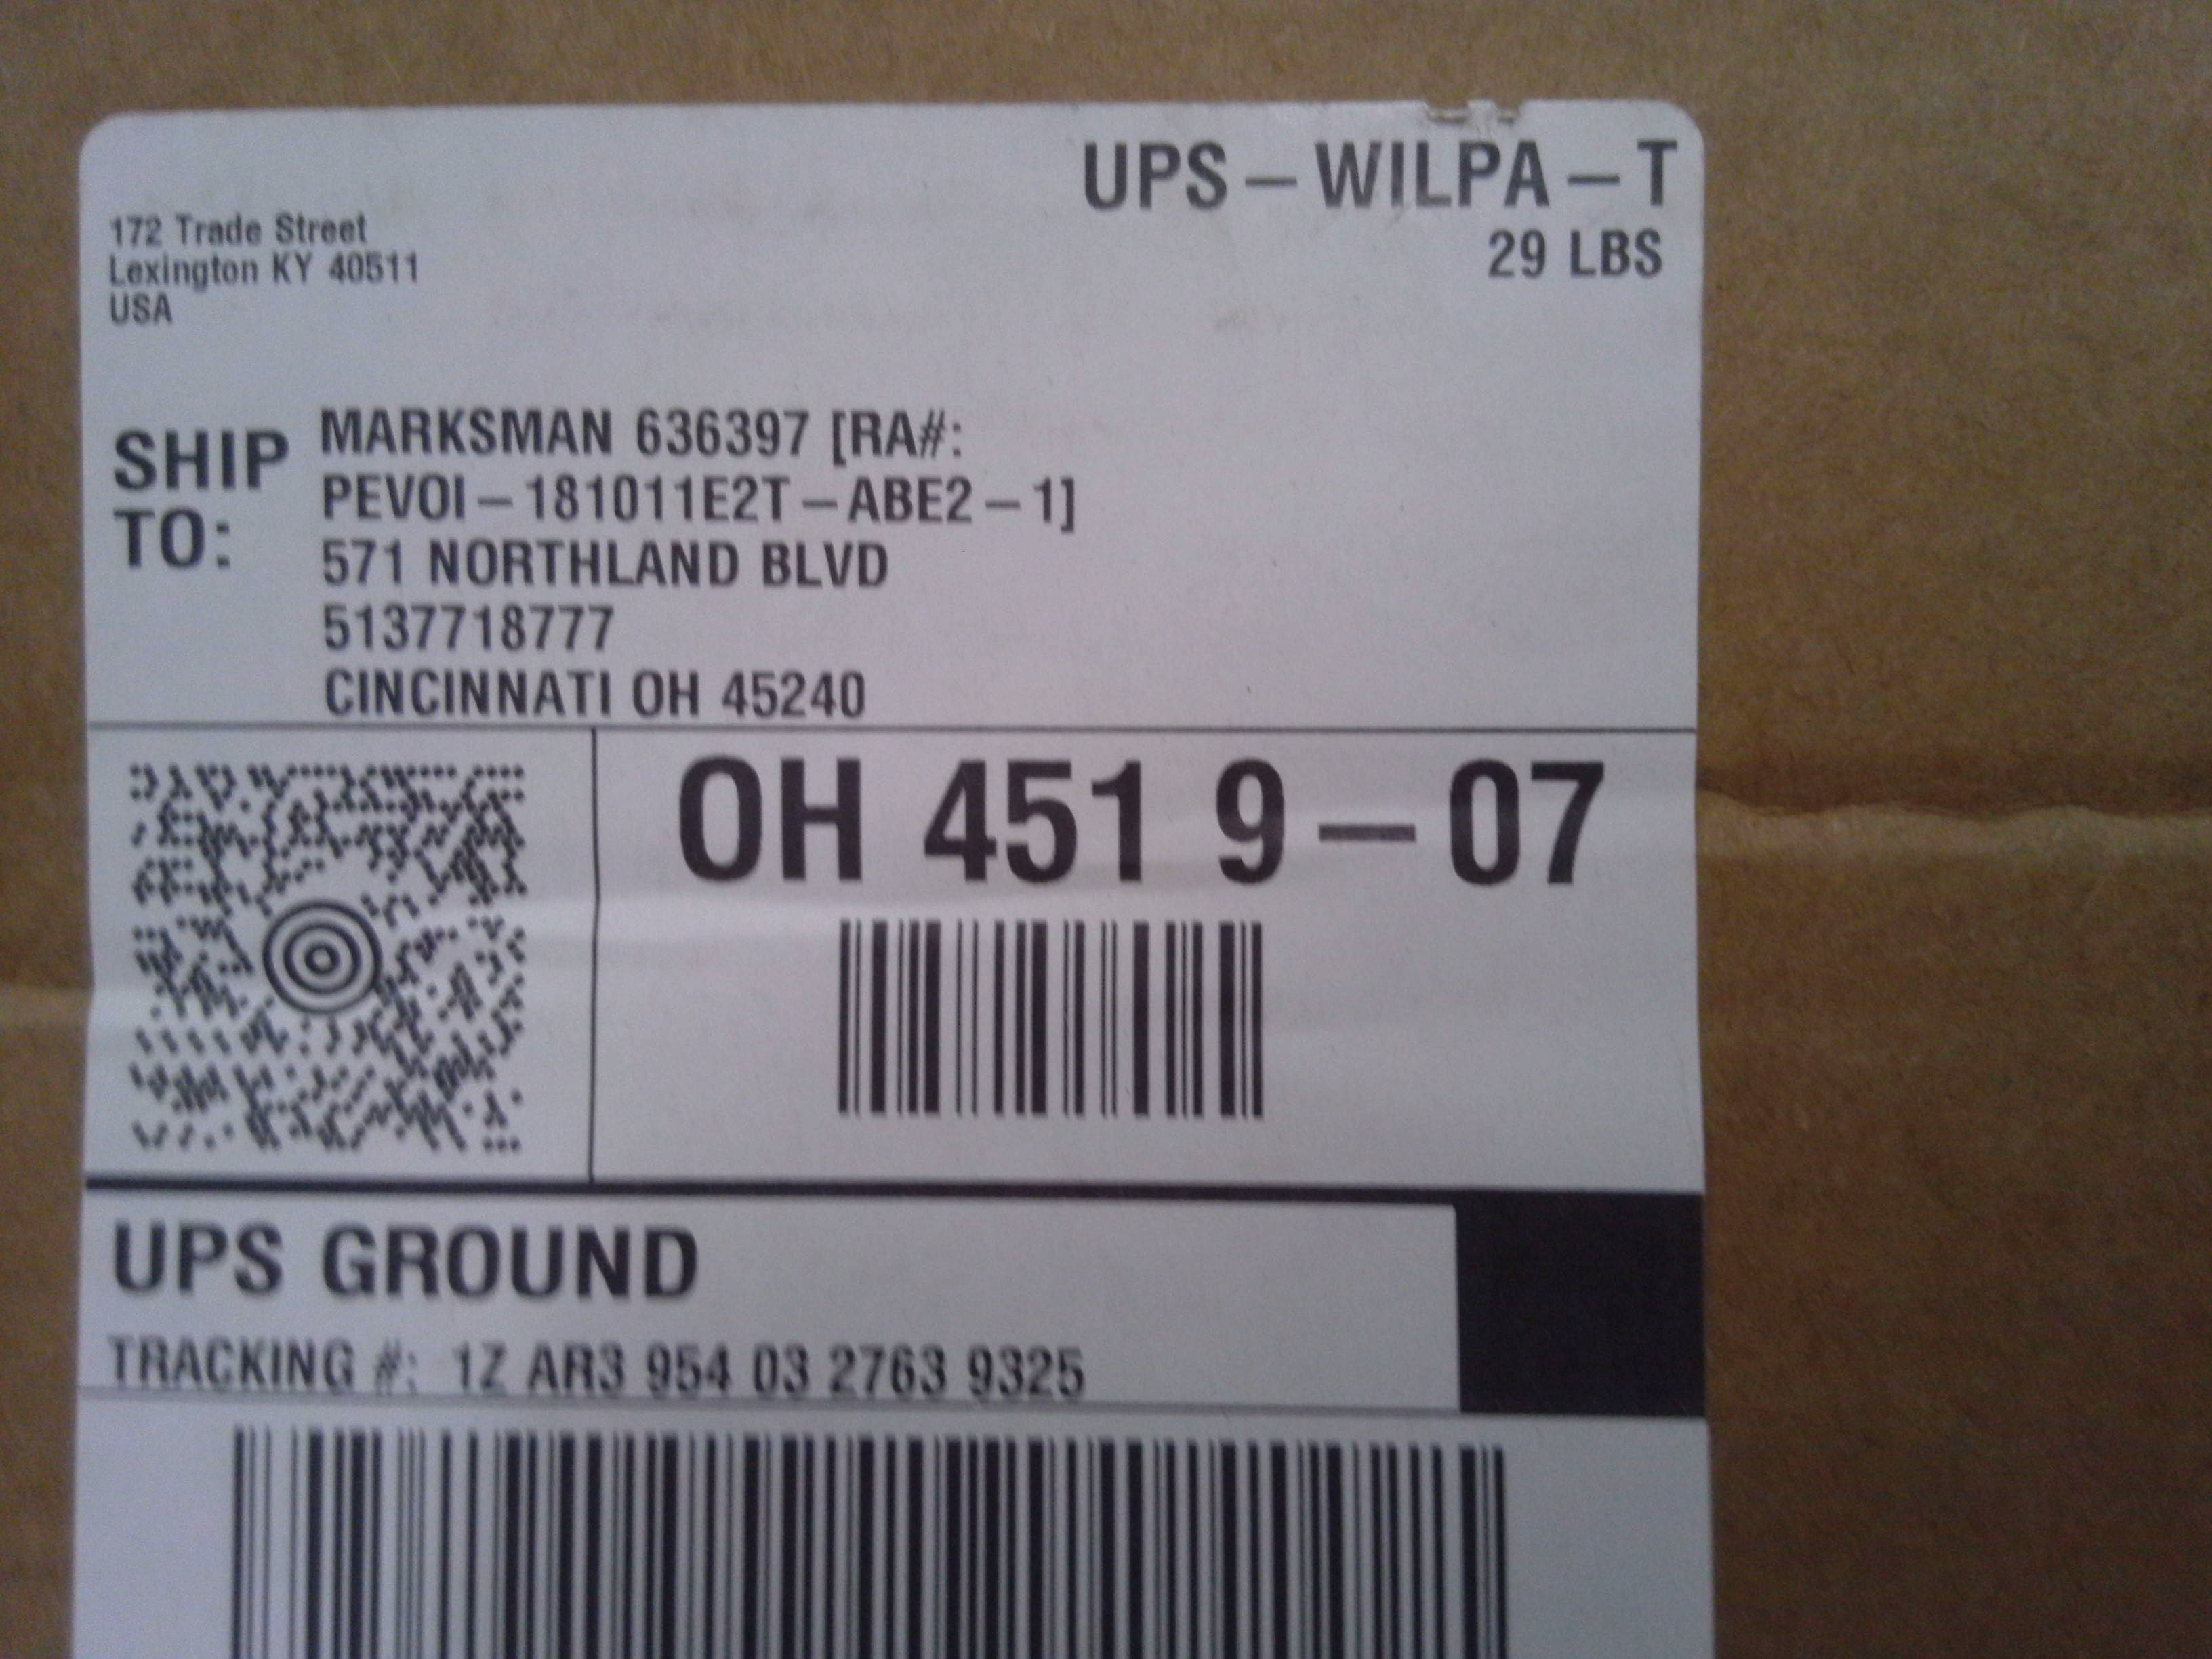 UPS – WILPA – T
29 LBS
172 Trade Street
Lexington KY 40511
USA
SHIP TO:
MARKSMAN 636397 [RA#:
PEVOI – 181011E2T – ABE2 – 1]
571 NORTHLAND BLVD
5137718777
CINCINNATI OH 45240
OH 451 9 – 07
UPS GROUND
TRACKING #: 1Z AR3 954 03 2763 9325